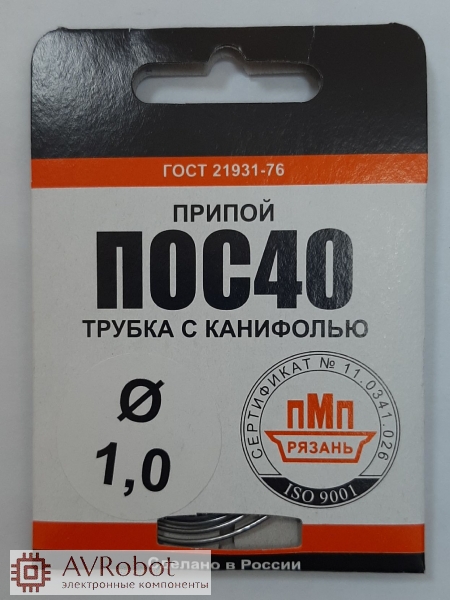 ГОСТ 21931-76
ПРИПОЙ
ПОС40
ТРУБКА С КАНИФОЛЬЮ
Ø
1,0
СЕРТИФИКАТ № 11.0341.026
ПМП
РЯЗАНЬ
ISO 9001
Сделано в России
AVRobot
электронные компоненты